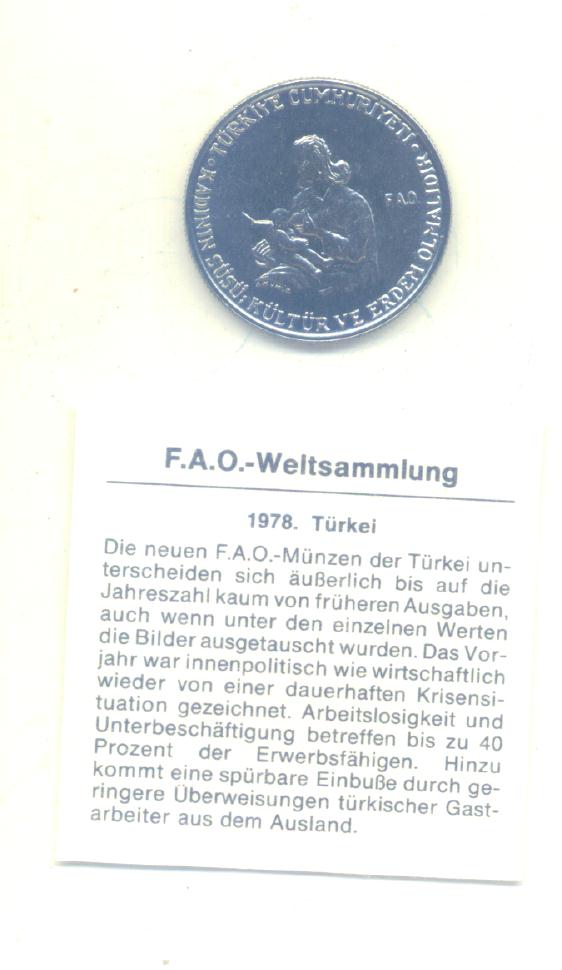 TÜRKİYE CUMHURİYETİ · KADININ SÜSÜ; KÜLTÜR VE ERDEM OLMALIDIR ·
F.A.O.
F.A.O.-Weltsammlung
1978. Türkei
Die neuen F.A.O.-Münzen der Türkei un-
terscheiden sich äußerlich bis auf die
Jahreszahl kaum von früheren Ausgaben,
auch wenn unter den einzelnen Werten
die Bilder ausgetauscht wurden. Das Vor-
jahr war innenpolitisch wie wirtschaftlich
wieder von einer dauerhaften Krisensi-
tuation gezeichnet. Arbeitslosigkeit und
Unterbeschäftigung betreffen bis zu 40
Prozent der Erwerbsfähigen. Hinzu
kommt eine spürbare Einbuße durch ge-
ringere Überweisungen türkischer Gast-
arbeiter aus dem Ausland.